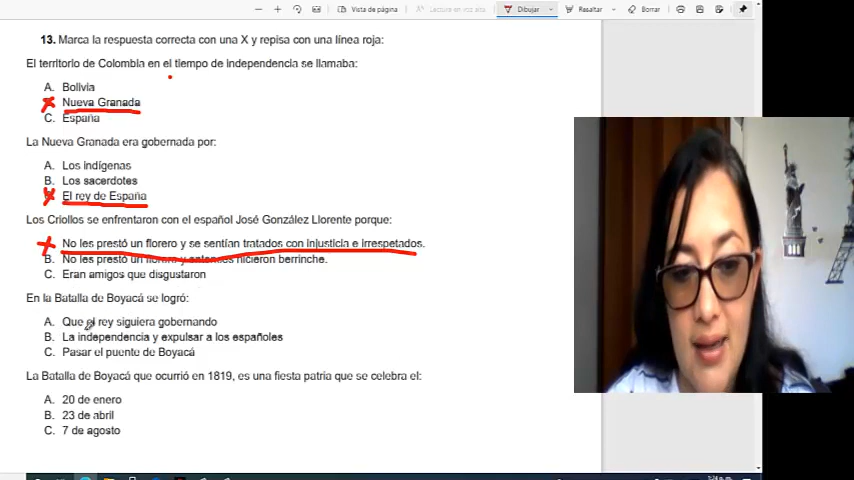 Vista de página
Lectura en voz alta
Dibujar
Resaltar
Borrar
13. Marca la respuesta correcta con una X y repisa con una línea roja:
El territorio de Colombia en el tiempo de independencia se llamaba:
A. Bolivia
Nueva Granada
C. España
La Nueva Granada era gobernada por:
A. Los indígenas
B. Los sacerdotes
El rey de España
Los Criollos se enfrentaron con el español José González Llorente porque:
No les prestó un florero y se sentían tratados con injusticia e irrespetados.
B. No les prestó un florero y entonces hicieron berrinche.
C. Eran amigos que disgustaron
En la Batalla de Boyacá se logró:
A. Que el rey siguiera gobernando
B. La independencia y expulsar a los españoles
C. Pasar el puente de Boyacá
La Batalla de Boyacá que ocurrió en 1819, es una fiesta patria que se celebra el:
A. 20 de enero
B. 23 de abril
C. 7 de agosto